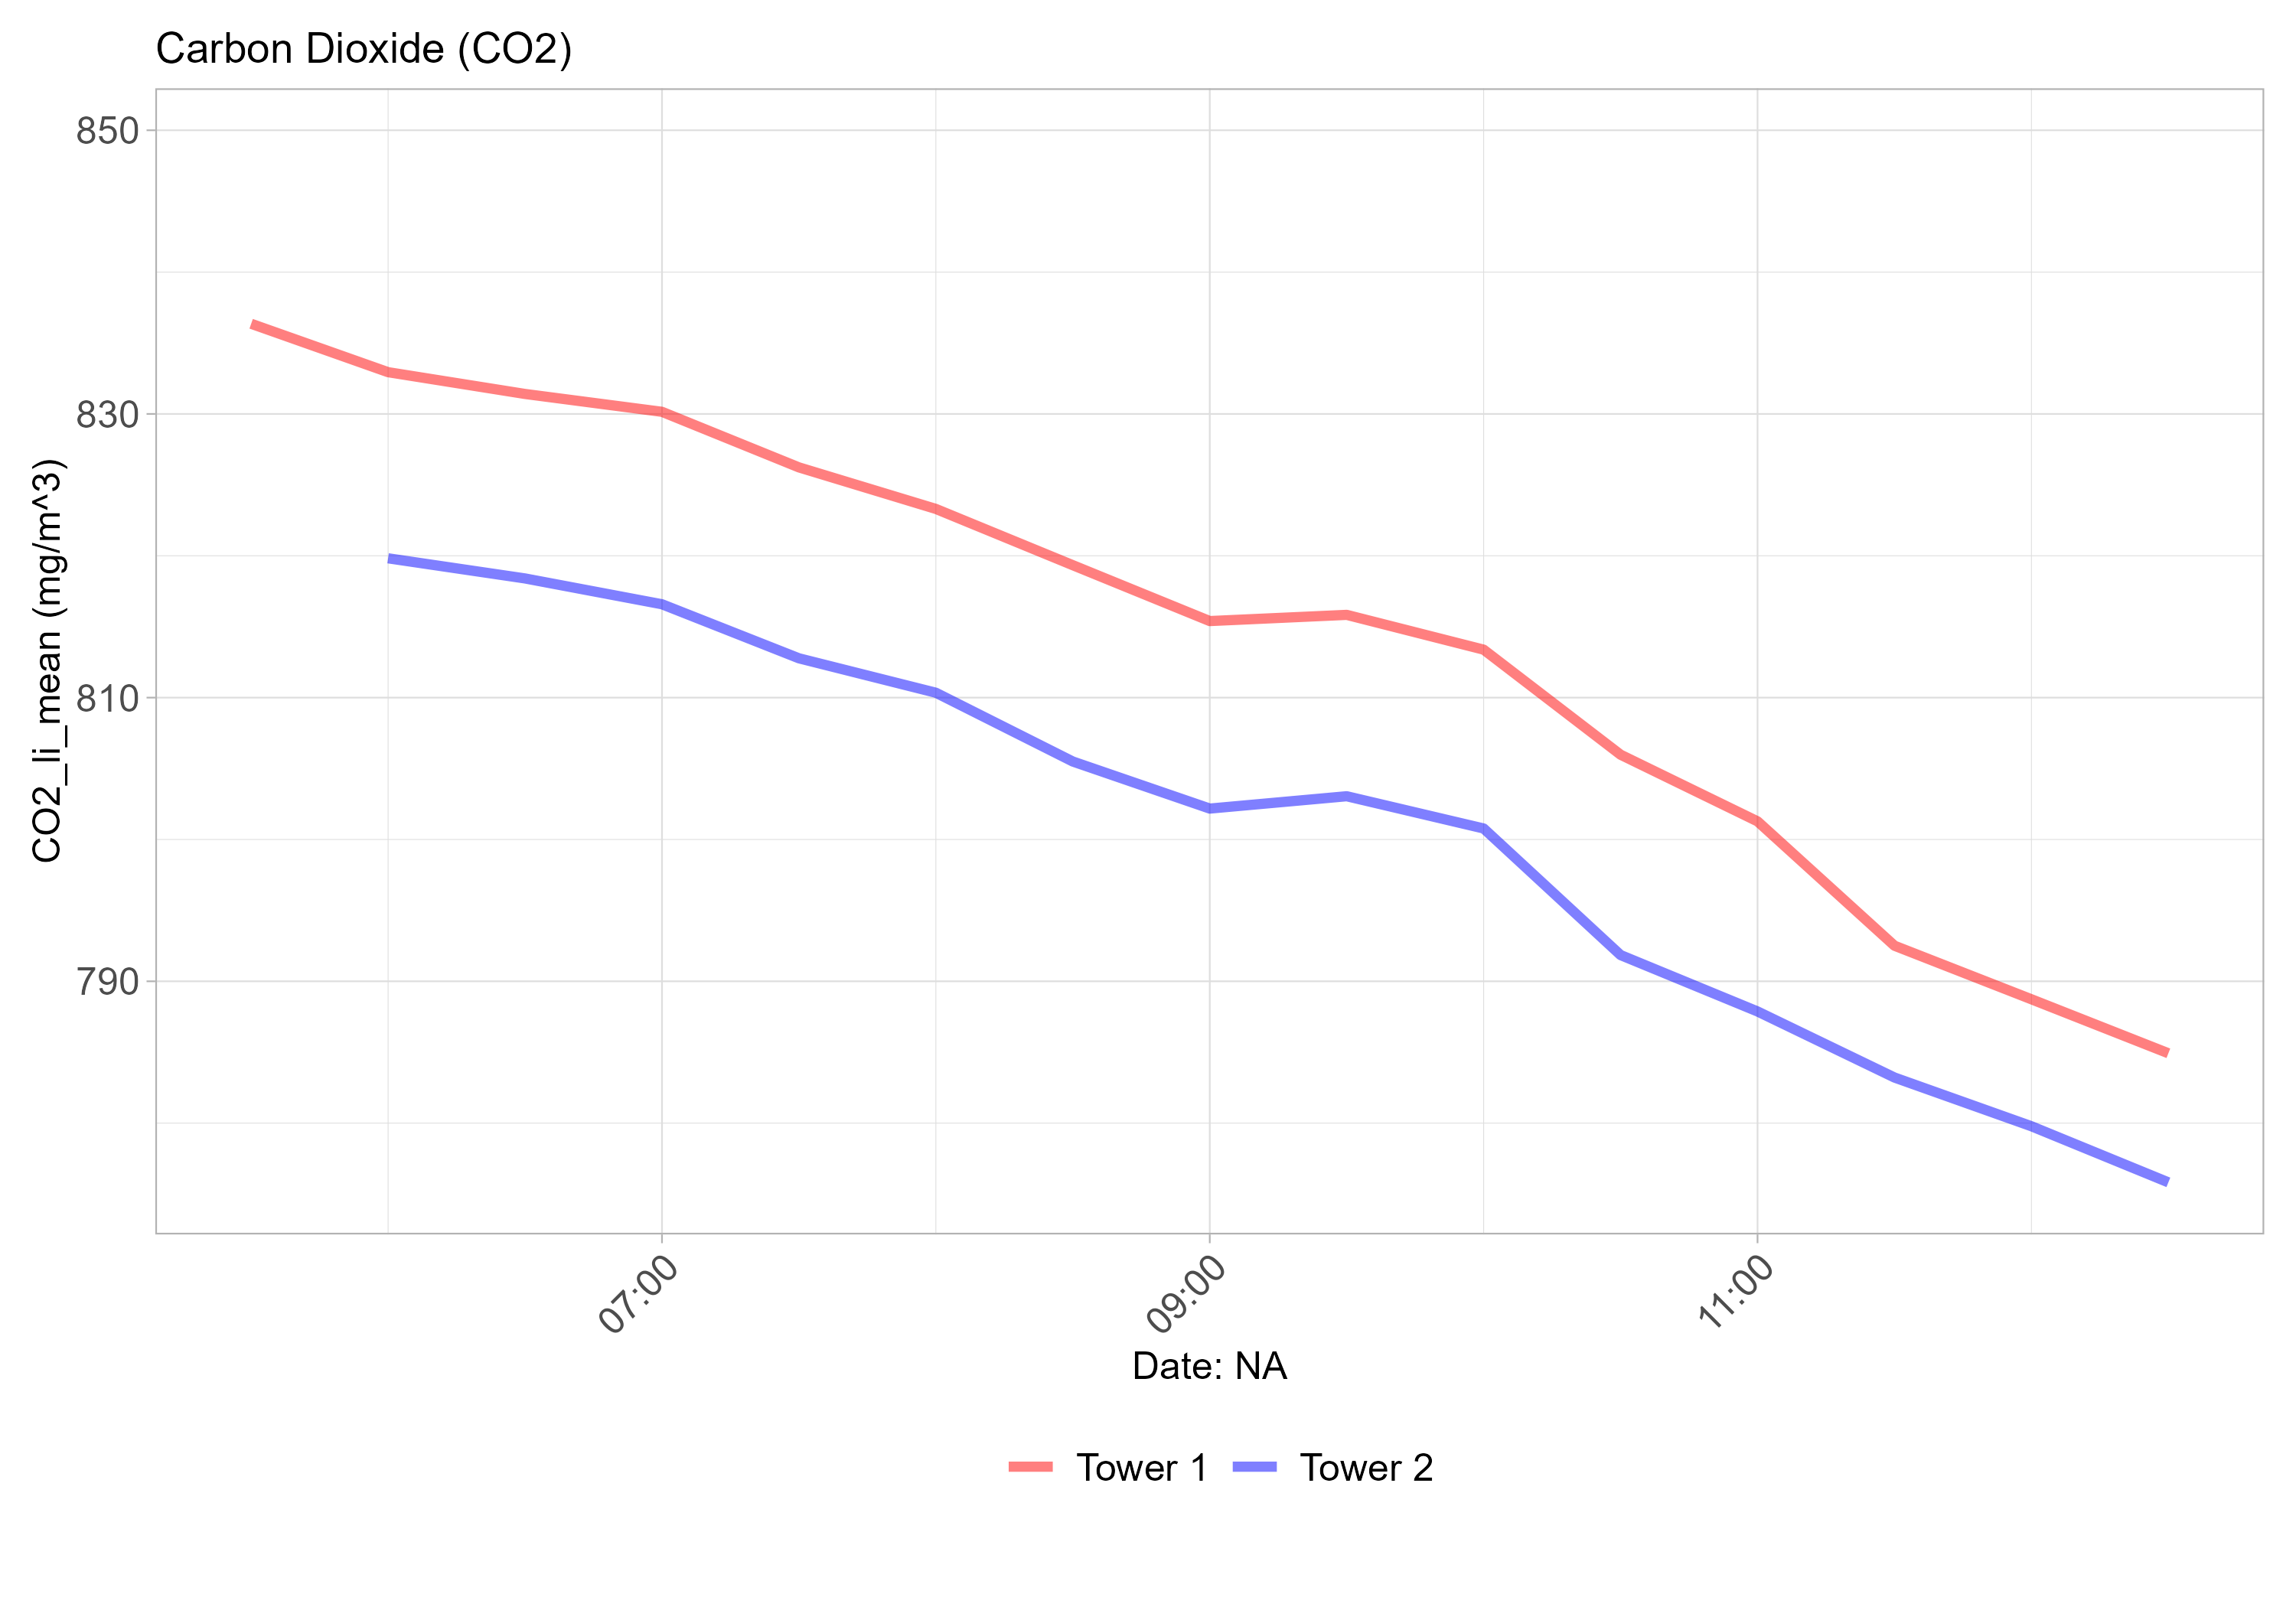 Carbon Dioxide (CO2)
CO2_li_mean (mg/m^3)
850
830
810
790
07:00
09:00
11:00
Date: NA
Tower 1
Tower 2